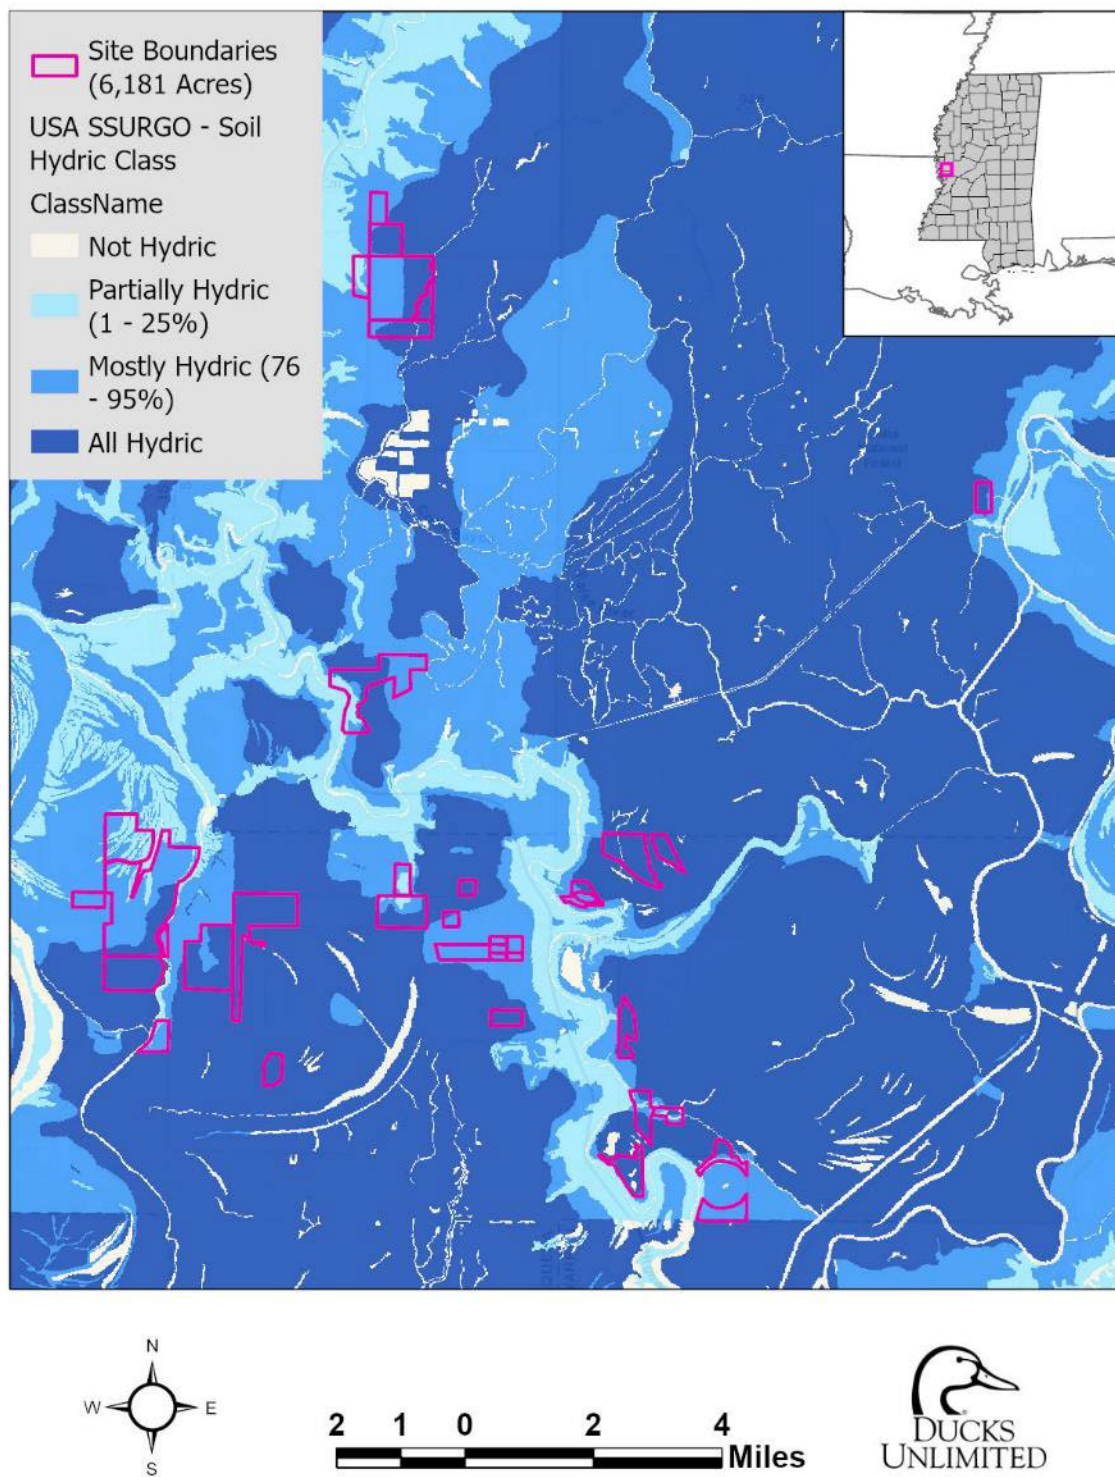 Site Boundaries
(6,181 Acres)
USA SSURGO - Soil
Hydric Class
ClassName
Not Hydric
Partially Hydric
(1 - 25%)
Mostly Hydric (76
- 95%)
All Hydric
N
W
E
S
2 1 0 2 4
Miles
DUCKS
UNLIMITED